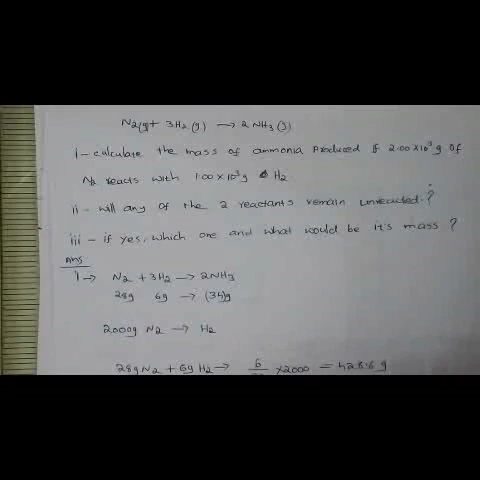 N2(g) + 3H2(g) → 2NH3(g)
i - calculate the mass of ammonia produced if 2.00 × 10³ g of
N2 reacts with 1.00 × 10³ g H2
ii - will any of the 2 reactants remain unreacted?
iii - if yes, which one and what would be it's mass?
Ans
i → N2 + 3H2 → 2NH3
28g 6g → (34)g
2000g N2 → H2
28g N2 + 6g H2 → 6 × 2000 = 428.6 g